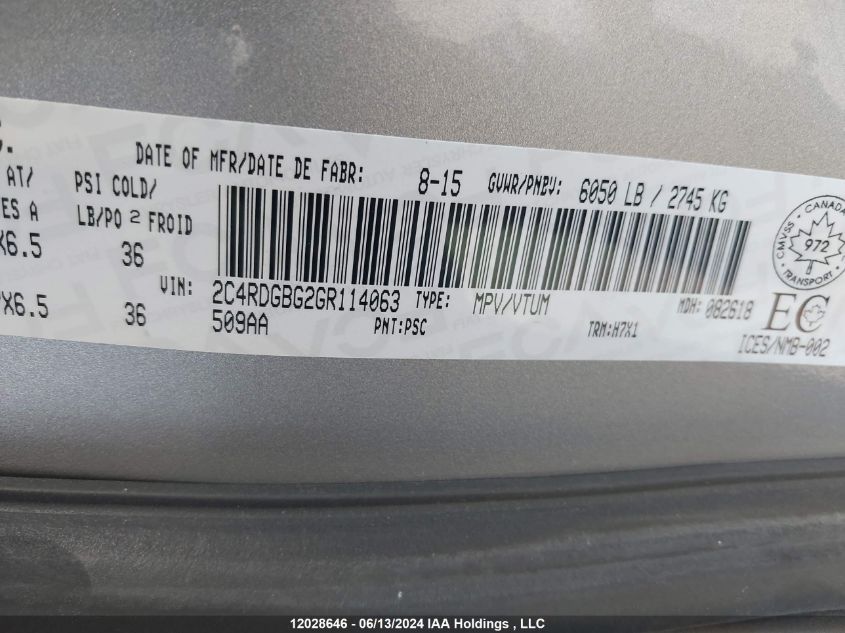 C.
DATE OF MFR/DATE DE FABR: 8-15 GVWR/PNBV: 6050 LB / 2745 KG
AT/ PSI COLD/
ES A LB/PO 2 FROID
X6.5 36
VIN: 2C4RDGBG2GR114063 TYPE: MPV/VTUM MDH: 082618
X6.5 36 509AA PNT:PSC TRM:H7X1
CMVSS CANADA
972
TRANSPORT
EC
ICES/NMB-002
12028646 - 06/13/2024 IAA Holdings , LLC